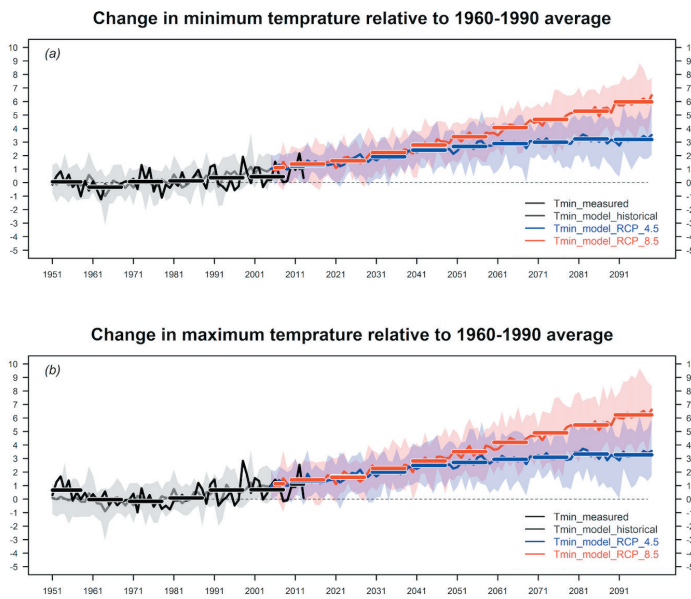 Change in minimum temprature relative to 1960-1990 average
(a)
10
9
8
7
6
5
4
3
2
1
0
-1
-2
-3
-4
-5
Tmin_measured
Tmin_model_historical
Tmin_model_RCP_4.5
Tmin_model_RCP_8.5
1951 1961 1971 1981 1991 2001 2011 2021 2031 2041 2051 2061 2071 2081 2091
Change in maximum temprature relative to 1960-1990 average
(b)
10
9
8
7
6
5
4
3
2
1
0
-1
-2
-3
-4
-5
Tmin_measured
Tmin_model_historical
Tmin_model_RCP_4.5
Tmin_model_RCP_8.5
1951 1961 1971 1981 1991 2001 2011 2021 2031 2041 2051 2061 2071 2081 2091